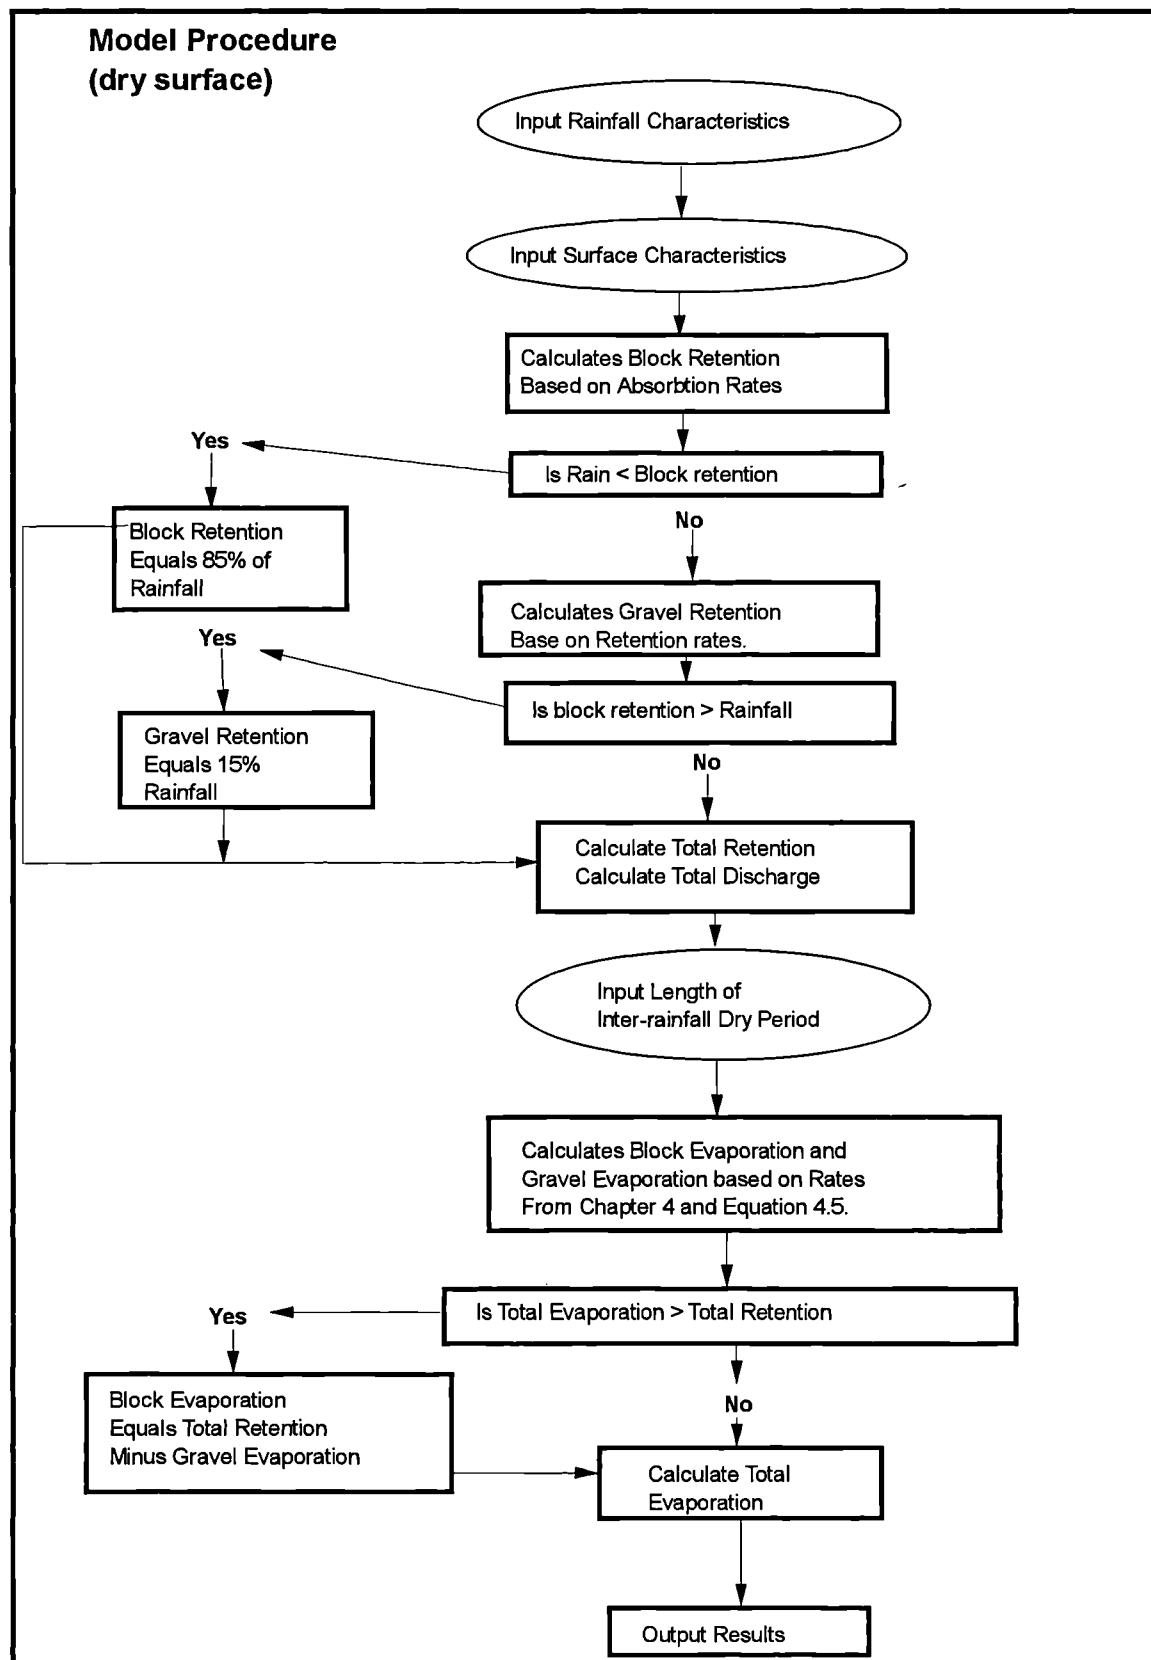 Model Procedure
(dry surface)
Input Rainfall Characteristics
Input Surface Characteristics
Calculates Block Retention
Based on Absorbtion Rates
Is Rain < Block retention
Yes
Block Retention
Equals 85% of
Rainfall
No
Calculates Gravel Retention
Base on Retention rates.
Is block retention > Rainfall
Yes
Gravel Retention
Equals 15%
Rainfall
No
Calculate Total Retention
Calculate Total Discharge
Input Length of
Inter-rainfall Dry Period
Calculates Block Evaporation and
Gravel Evaporation based on Rates
From Chapter 4 and Equation 4.5.
Is Total Evaporation > Total Retention
Yes
Block Evaporation
Equals Total Retention
Minus Gravel Evaporation
No
Calculate Total
Evaporation
Output Results